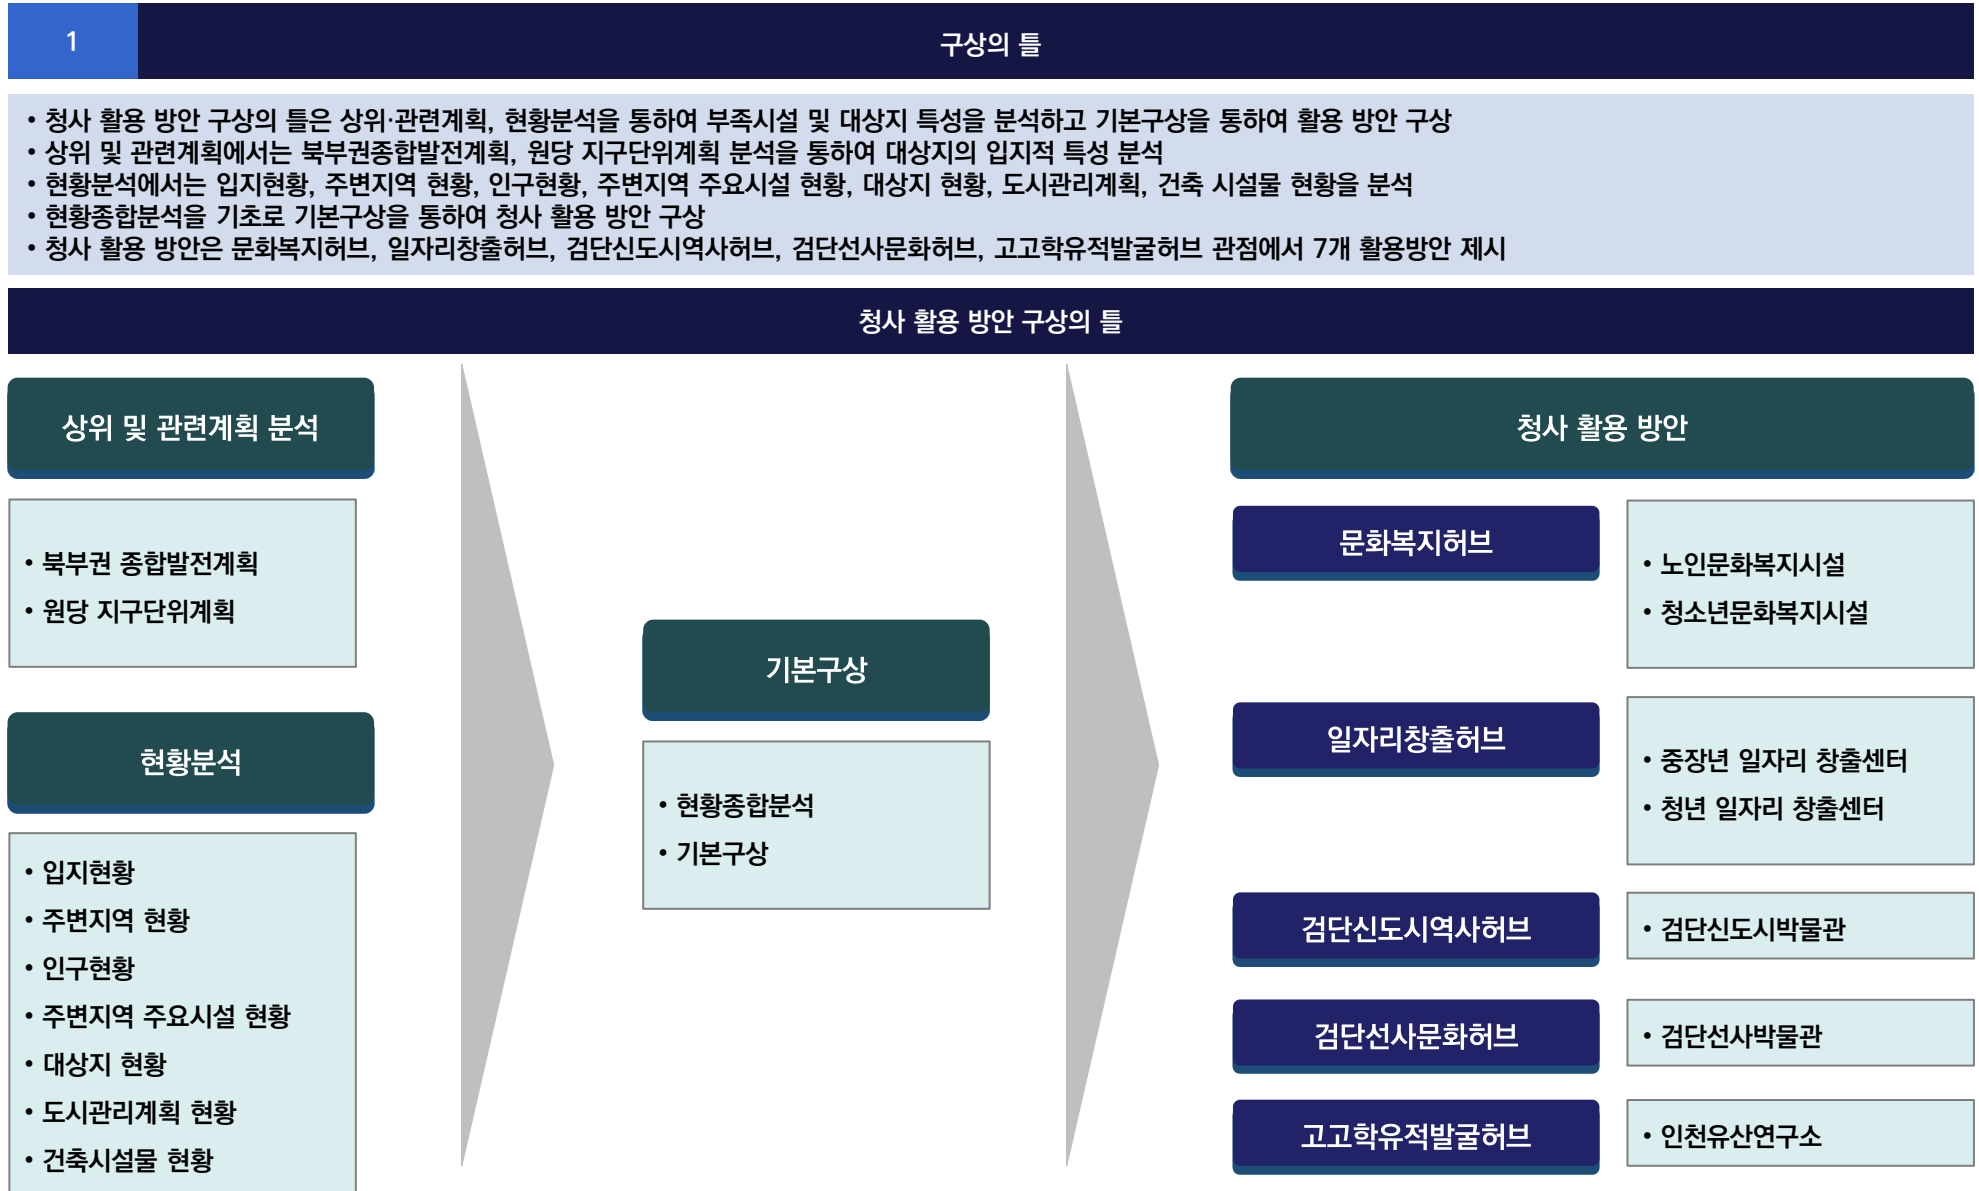 1
구상의 틀
• 청사 활용 방안 구상의 틀은 상위·관련계획, 현황분석을 통하여 부족시설 및 대상지 특성을 분석하고 기본구상을 통하여 활용 방안 구상
• 상위 및 관련계획에서는 북부권종합발전계획, 원당 지구단위계획 분석을 통하여 대상지의 입지적 특성 분석
• 현황분석에서는 입지현황, 주변지역 현황, 인구현황, 주변지역 주요시설 현황, 대상지 현황, 도시관리계획, 건축 시설물 현황을 분석
• 현황종합분석을 기초로 기본구상을 통하여 청사 활용 방안 구상
• 청사 활용 방안은 문화복지허브, 일자리창출허브, 검단신도시역사허브, 검단선사문화허브, 고고학유적발굴허브 관점에서 7개 활용방안 제시
청사 활용 방안 구상의 틀
상위 및 관련계획 분석
• 북부권 종합발전계획
• 원당 지구단위계획
현황분석
• 입지현황
• 주변지역 현황
• 인구현황
• 주변지역 주요시설 현황
• 대상지 현황
• 도시관리계획 현황
• 건축시설물 현황
기본구상
• 현황종합분석
• 기본구상
청사 활용 방안
문화복지허브
• 노인문화복지시설
• 청소년문화복지시설
일자리창출허브
• 중장년 일자리 창출센터
• 청년 일자리 창출센터
검단신도시역사허브
• 검단신도시박물관
검단선사문화허브
• 검단선사박물관
고고학유적발굴허브
• 인천유산연구소